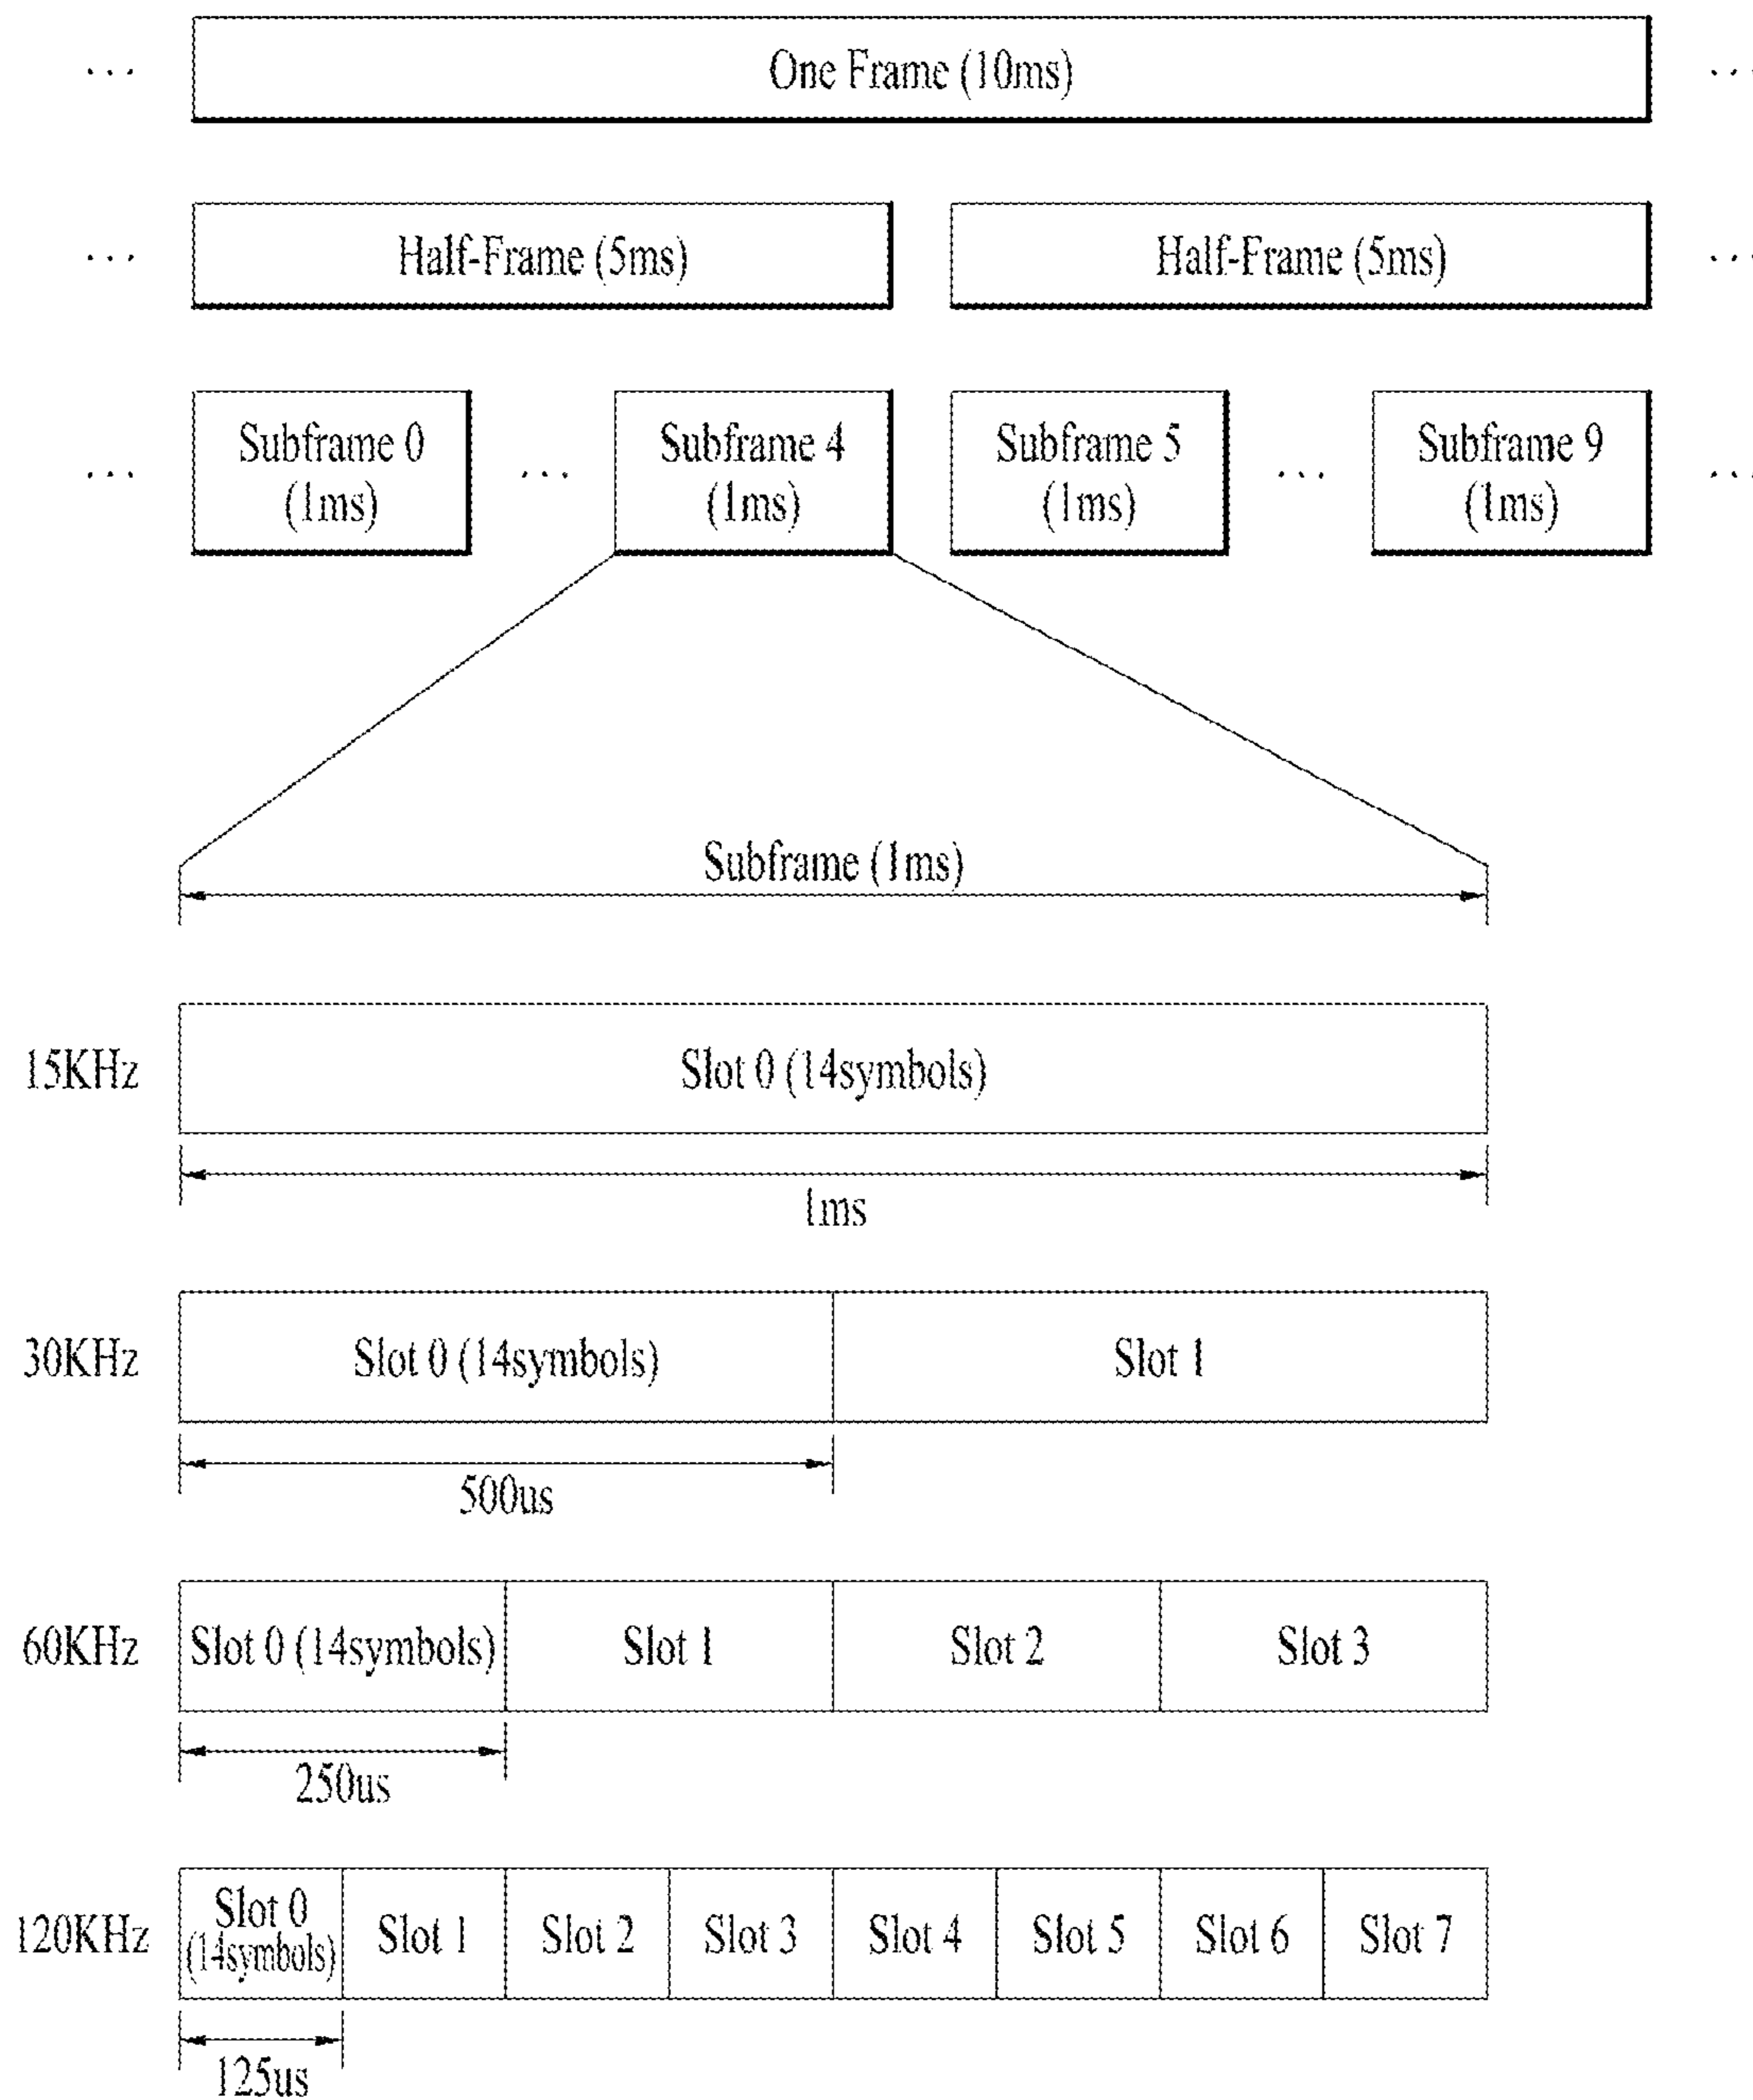 ... One Frame (10ms) ...
... Half-Frame (5ms) Half-Frame (5ms) ...
... Subframe 0 ... Subframe 4 Subframe 5 ... Subframe 9 ...
(1ms) (1ms) (1ms) (1ms)
Subframe (1ms)
15KHz Slot 0 (14symbols)
1ms
30KHz Slot 0 (14symbols) Slot 1
500us
60KHz Slot 0 (14symbols) Slot 1 Slot 2 Slot 3
250us
120KHz Slot 0 Slot 1 Slot 2 Slot 3 Slot 4 Slot 5 Slot 6 Slot 7
(14symbols)
125us